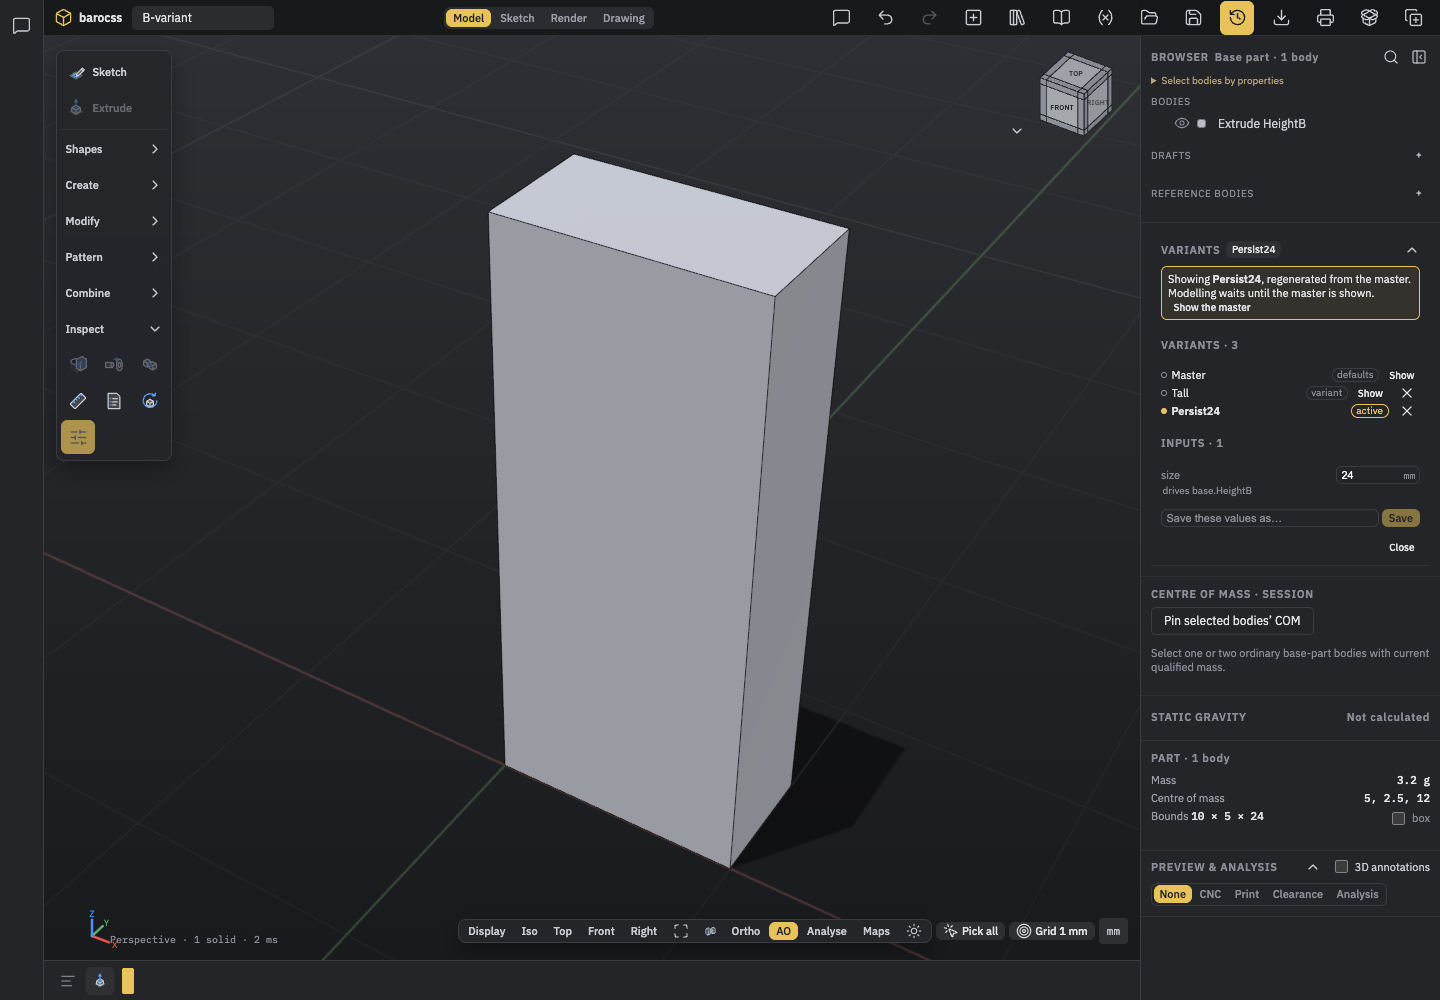 barocss
B-variant
Model
Sketch
Render
Drawing
Sketch
Extrude
Shapes
Create
Modify
Pattern
Combine
Inspect
TOP
FRONT
RIGHT
BROWSER Base part · 1 body
Select bodies by properties
BODIES
Extrude HeightB
DRAFTS
REFERENCE BODIES
VARIANTS Persist24
Showing Persist24, regenerated from the master.
Modelling waits until the master is shown.
Show the master
VARIANTS · 3
Master defaults Show
Tall variant Show
Persist24 active
INPUTS · 1
size 24 mm
drives base.HeightB
Save these values as… Save
Close
CENTRE OF MASS · SESSION
Pin selected bodies’ COM
Select one or two ordinary base-part bodies with current
qualified mass.
STATIC GRAVITY Not calculated
PART · 1 body
Mass 3.2 g
Centre of mass 5, 2.5, 12
Bounds 10 × 5 × 24 box
PREVIEW & ANALYSIS 3D annotations
None CNC Print Clearance Analysis
Z
Y
X
Perspective · 1 solid · 2 ms
Display Iso Top Front Right Ortho AO Analyse Maps Pick all Grid 1 mm mm